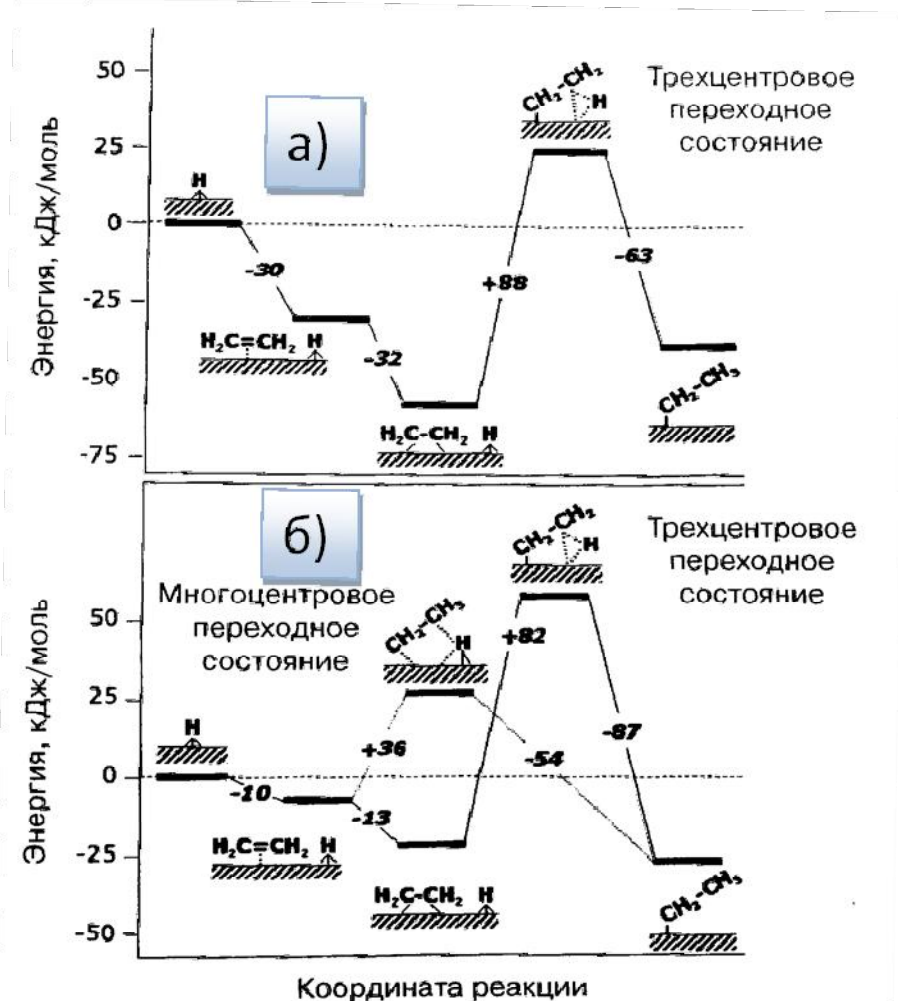 а)
Энергия, кДж/моль
50
25
0
-25
-50
-75
H
-30
H₂C=CH₂ H
-32
H₂C-CH₂ H
+88
CH₂-CH₂
H
Трехцентровое
переходное
состояние
-63
CH₂-CH₃
б)
Энергия, кДж/моль
50
25
0
-25
-50
Многоцентровое
переходное
состояние
H
-10
H₂C=CH₂ H
+36
-13
CH₂-CH₃
H
H₂C-CH₂ H
+82
CH₂-CH₂
H
Трехцентровое
переходное
состояние
-54
-87
CH₂-CH₃
Координата реакции